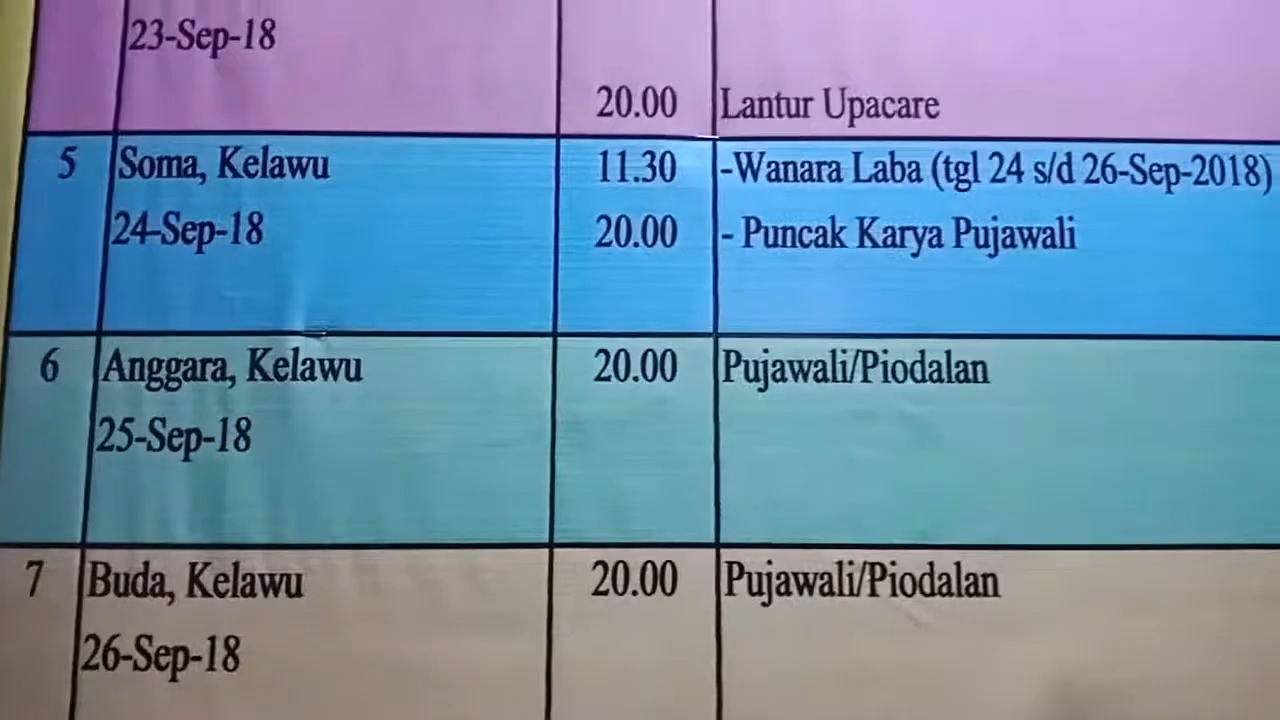 23-Sep-18
20.00 Lantur Upacare
5 Soma, Kelawu 11.30 -Wanara Laba (tgl 24 s/d 26-Sep-2018)
24-Sep-18 20.00 - Puncak Karya Pujawali
6 Anggara, Kelawu 20.00 Pujawali/Piodalan
25-Sep-18
7 Buda, Kelawu 20.00 Pujawali/Piodalan
26-Sep-18